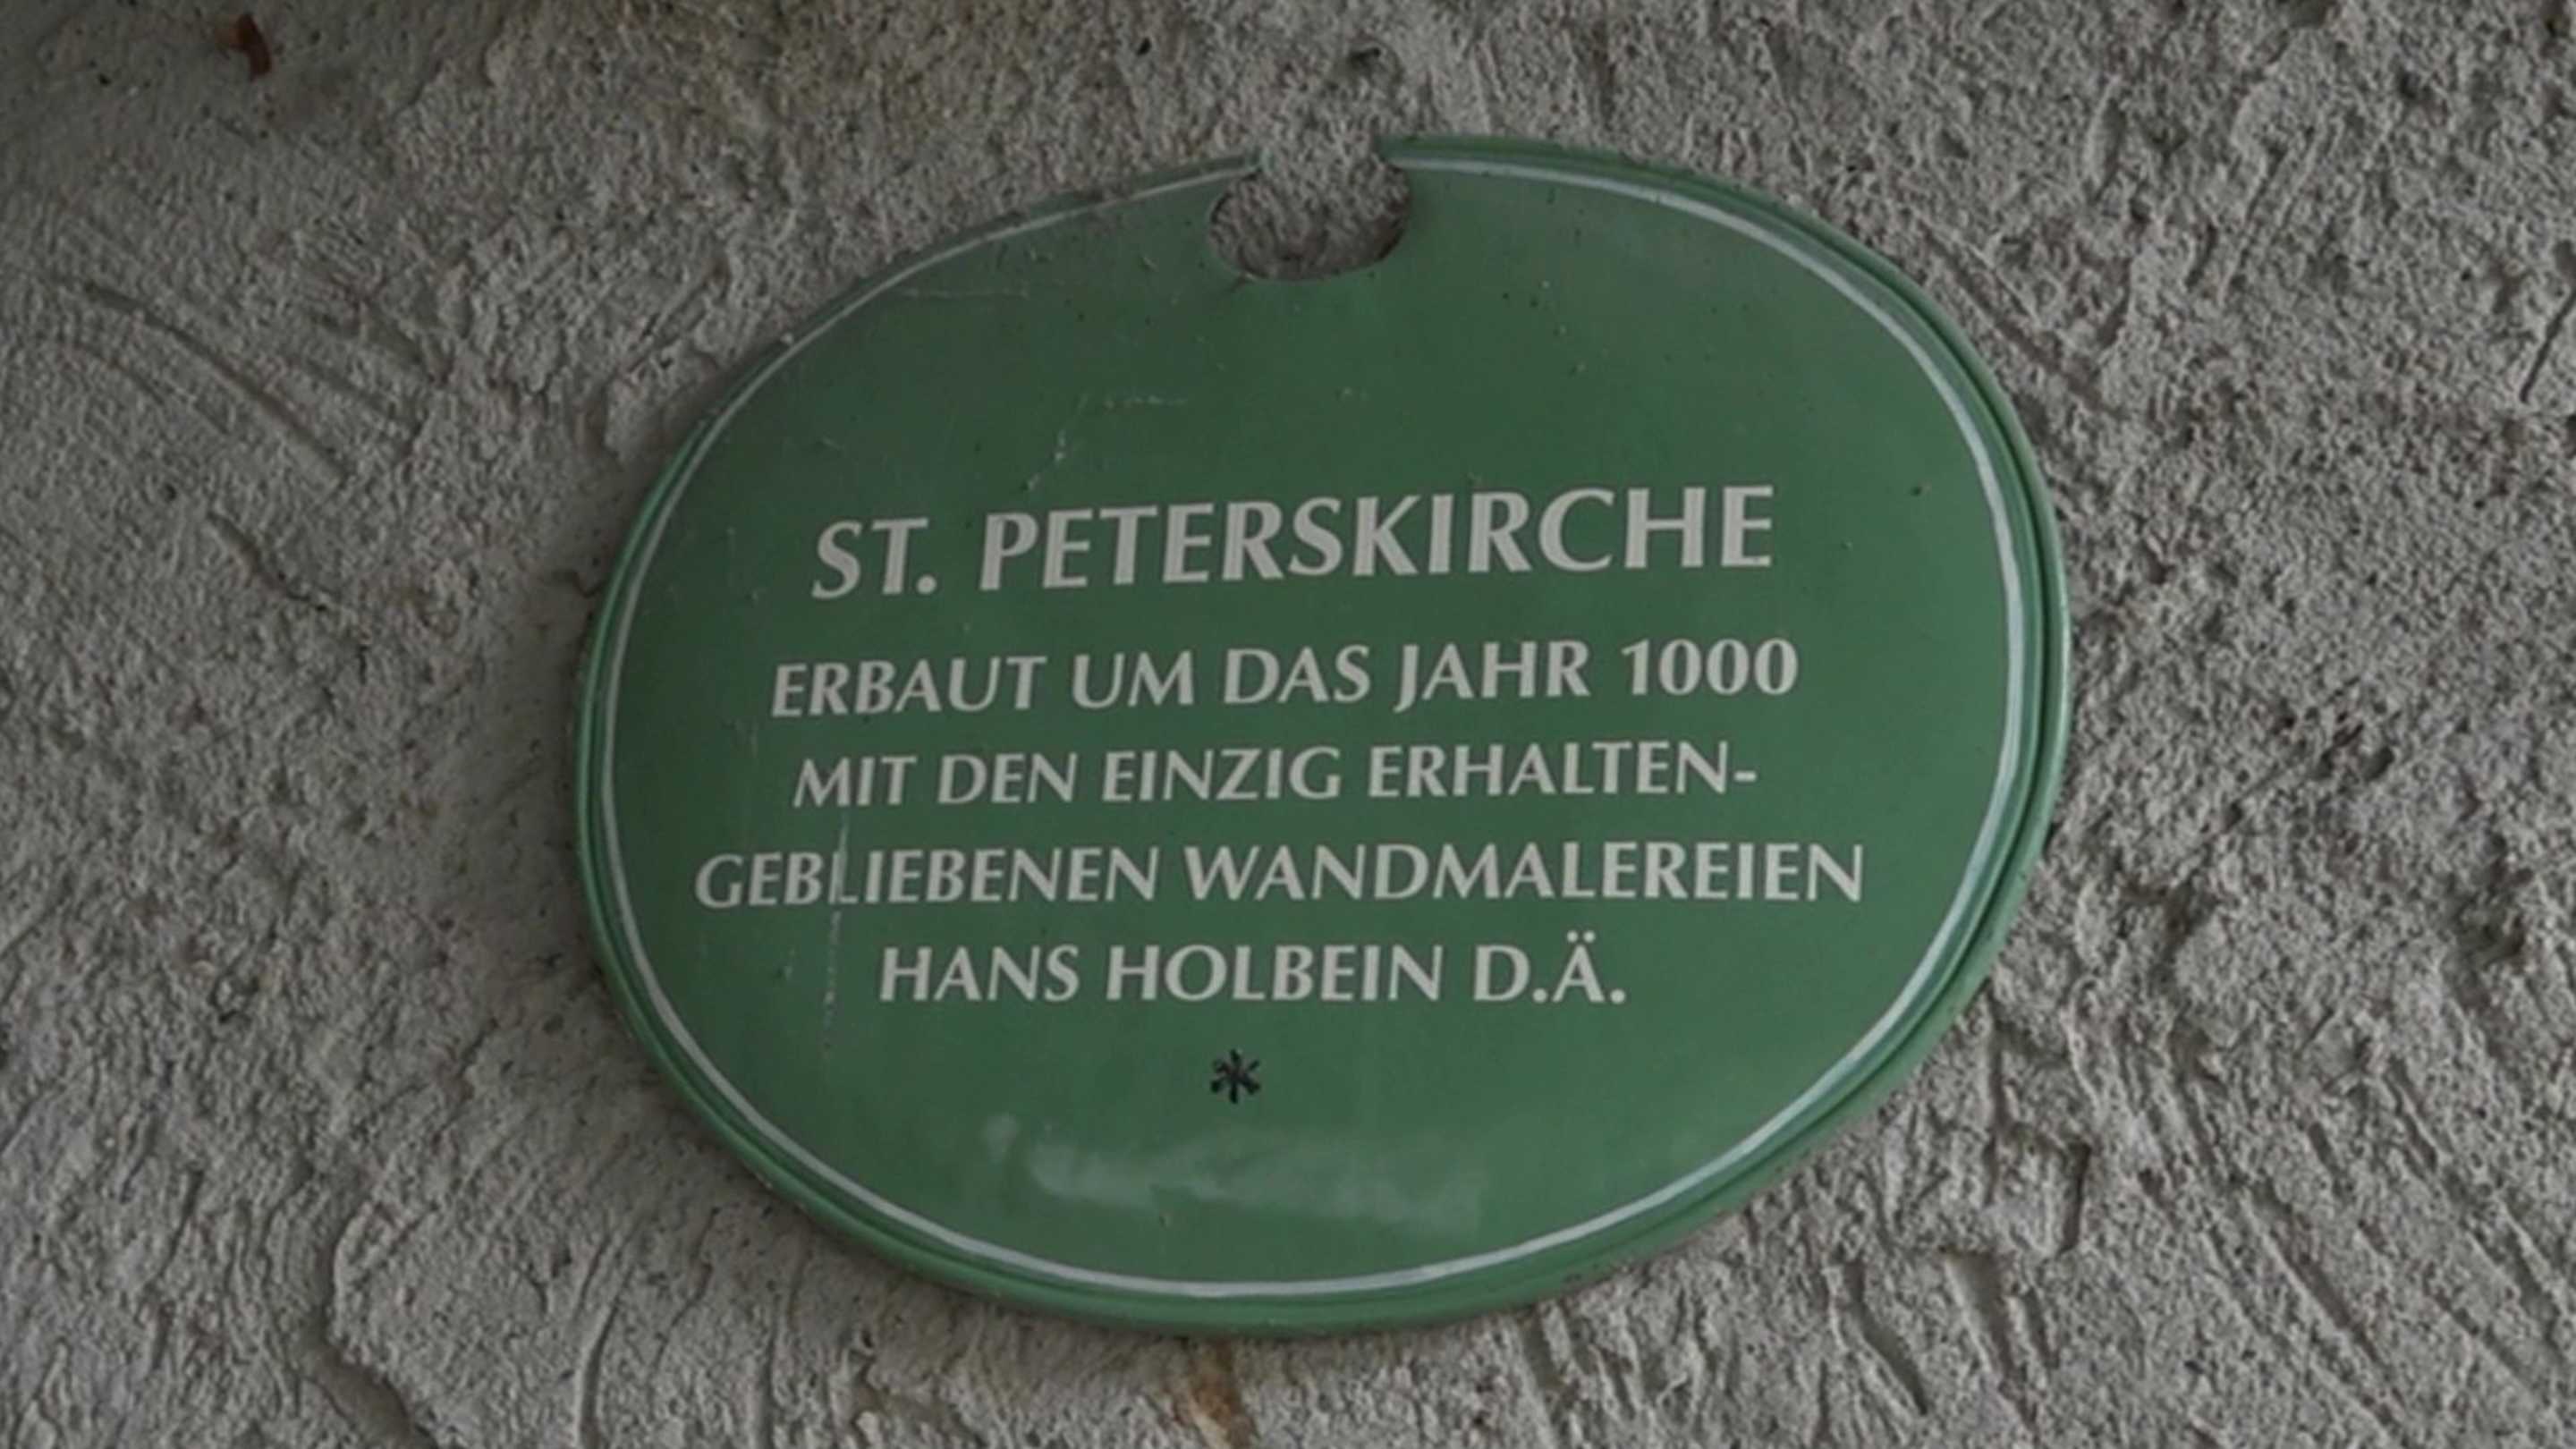 ST. PETERSKIRCHE
ERBAUT UM DAS JAHR 1000
MIT DEN EINZIG ERHALTEN-
GEBLIEBENEN WANDMALEREIEN
HANS HOLBEIN D.Ä.
*